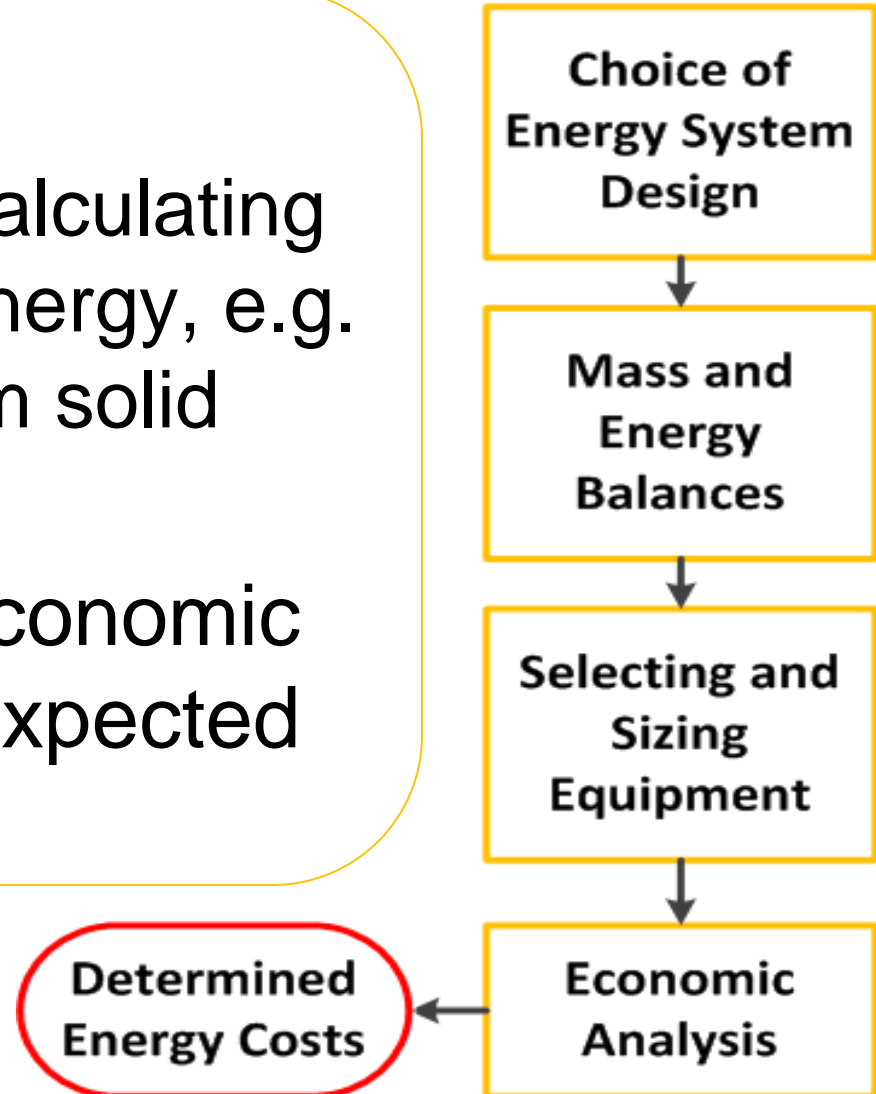 alculating
nergy, e.g.
m solid
conomic
xpected
Choice of
Energy System
Design
Mass and
Energy
Balances
Selecting and
Sizing
Equipment
Economic
Analysis
Determined
Energy Costs